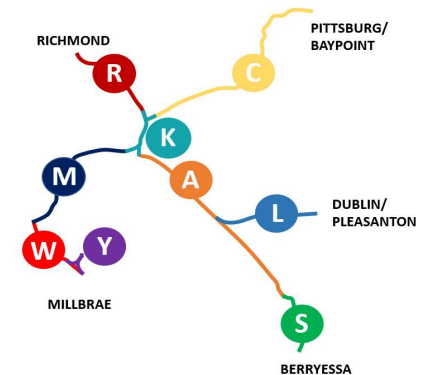 PITTSBURG/
BAYPOINT
RICHMOND
R
C
K
M
A
L
DUBLIN/
PLEASANTON
W
Y
MILLBRAE
S
BERRYESSA